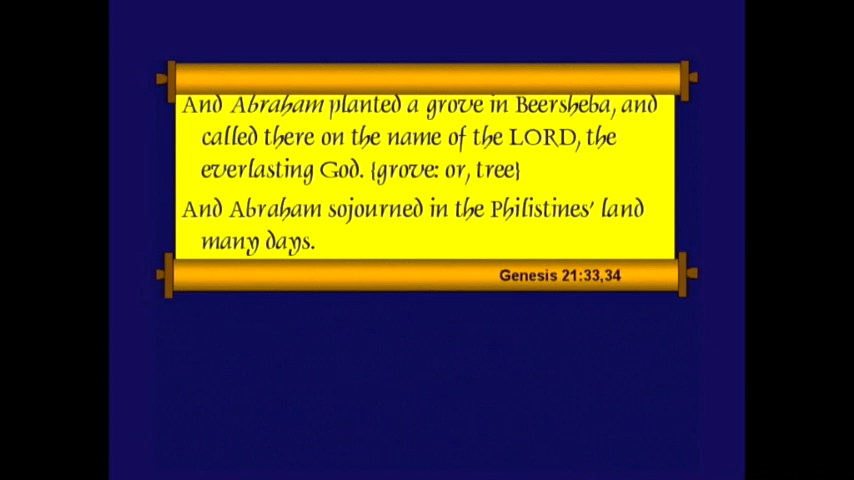 And Abraham planted a grove in Beersheba, and
called there on the name of the LORD, the
everlasting God. {grove: or, tree}
And Abraham sojourned in the Philistines' land
many days.
Genesis 21:33,34